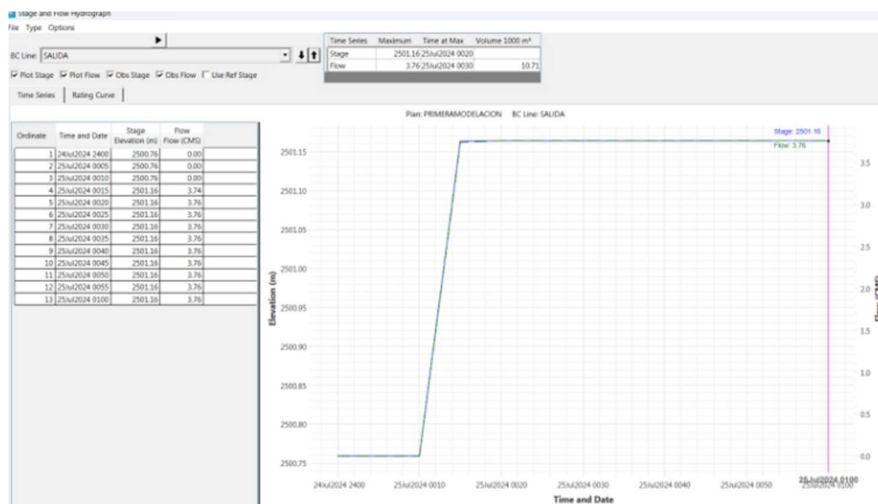 Stage and Flow Hydrograph
File Type Options
BC Line: SALIDA
Time Series Maximum Time at Max Volume 1000 m³
Stage 2501.16 25Jul2024 0020
Flow 3.76 25Jul2024 0030 10.71
Plot Stage Plot Flow Obs Stage Obs Flow Use Ref Stage
Time Series Rating Curve
Plan: PRIMERAMODELACION BC Line: SALIDA
Ordinate Time and Date Stage Elevation (m) Flow Flow (CMS)
1 24Jul2024 2400 2500.76 0.00
2 25Jul2024 0005 2500.76 0.00
3 25Jul2024 0010 2500.76 0.00
4 25Jul2024 0015 2501.16 3.74
5 25Jul2024 0020 2501.16 3.76
6 25Jul2024 0025 2501.16 3.76
7 25Jul2024 0030 2501.16 3.76
8 25Jul2024 0035 2501.16 3.76
9 25Jul2024 0040 2501.16 3.76
10 25Jul2024 0045 2501.16 3.76
11 25Jul2024 0050 2501.16 3.76
12 25Jul2024 0055 2501.16 3.76
13 25Jul2024 0100 2501.16 3.76
Stage: 2501.16
Flow: 3.76
Elevation (m)
2501.15
2501.10
2501.05
2501.00
2500.95
2500.90
2500.85
2500.80
2500.75
3.5
3.0
2.5
2.0
1.5
1.0
0.5
0.0
24Jul2024 2400 25Jul2024 0010 25Jul2024 0020 25Jul2024 0030 25Jul2024 0040 25Jul2024 0050 25Jul2024 0100
Time and Date